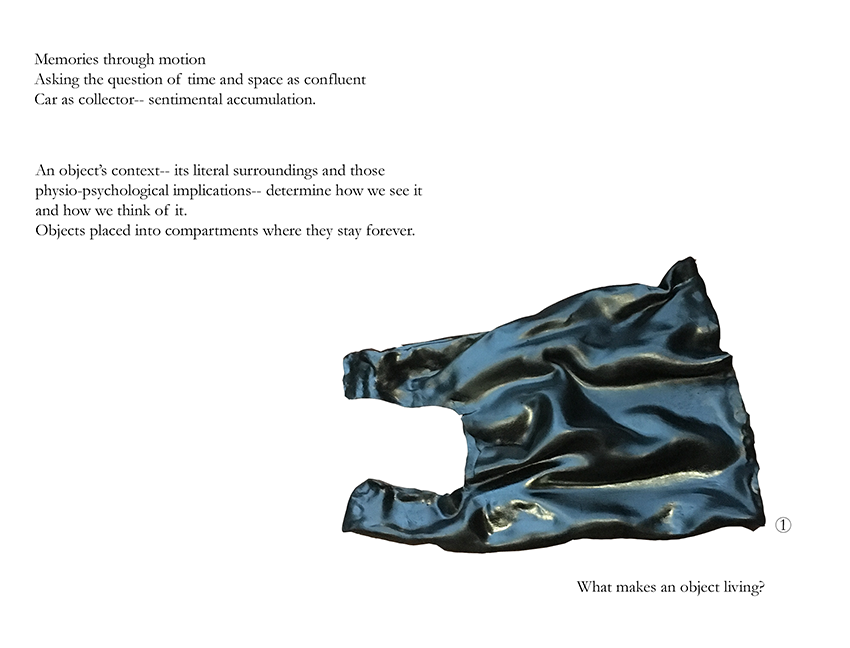 Memories through motion
Asking the question of time and space as confluent
Car as collector-- sentimental accumulation.
An object’s context-- its literal surroundings and those
physio-psychological implications-- determine how we see it
and how we think of it.
Objects placed into compartments where they stay forever.
①
What makes an object living?